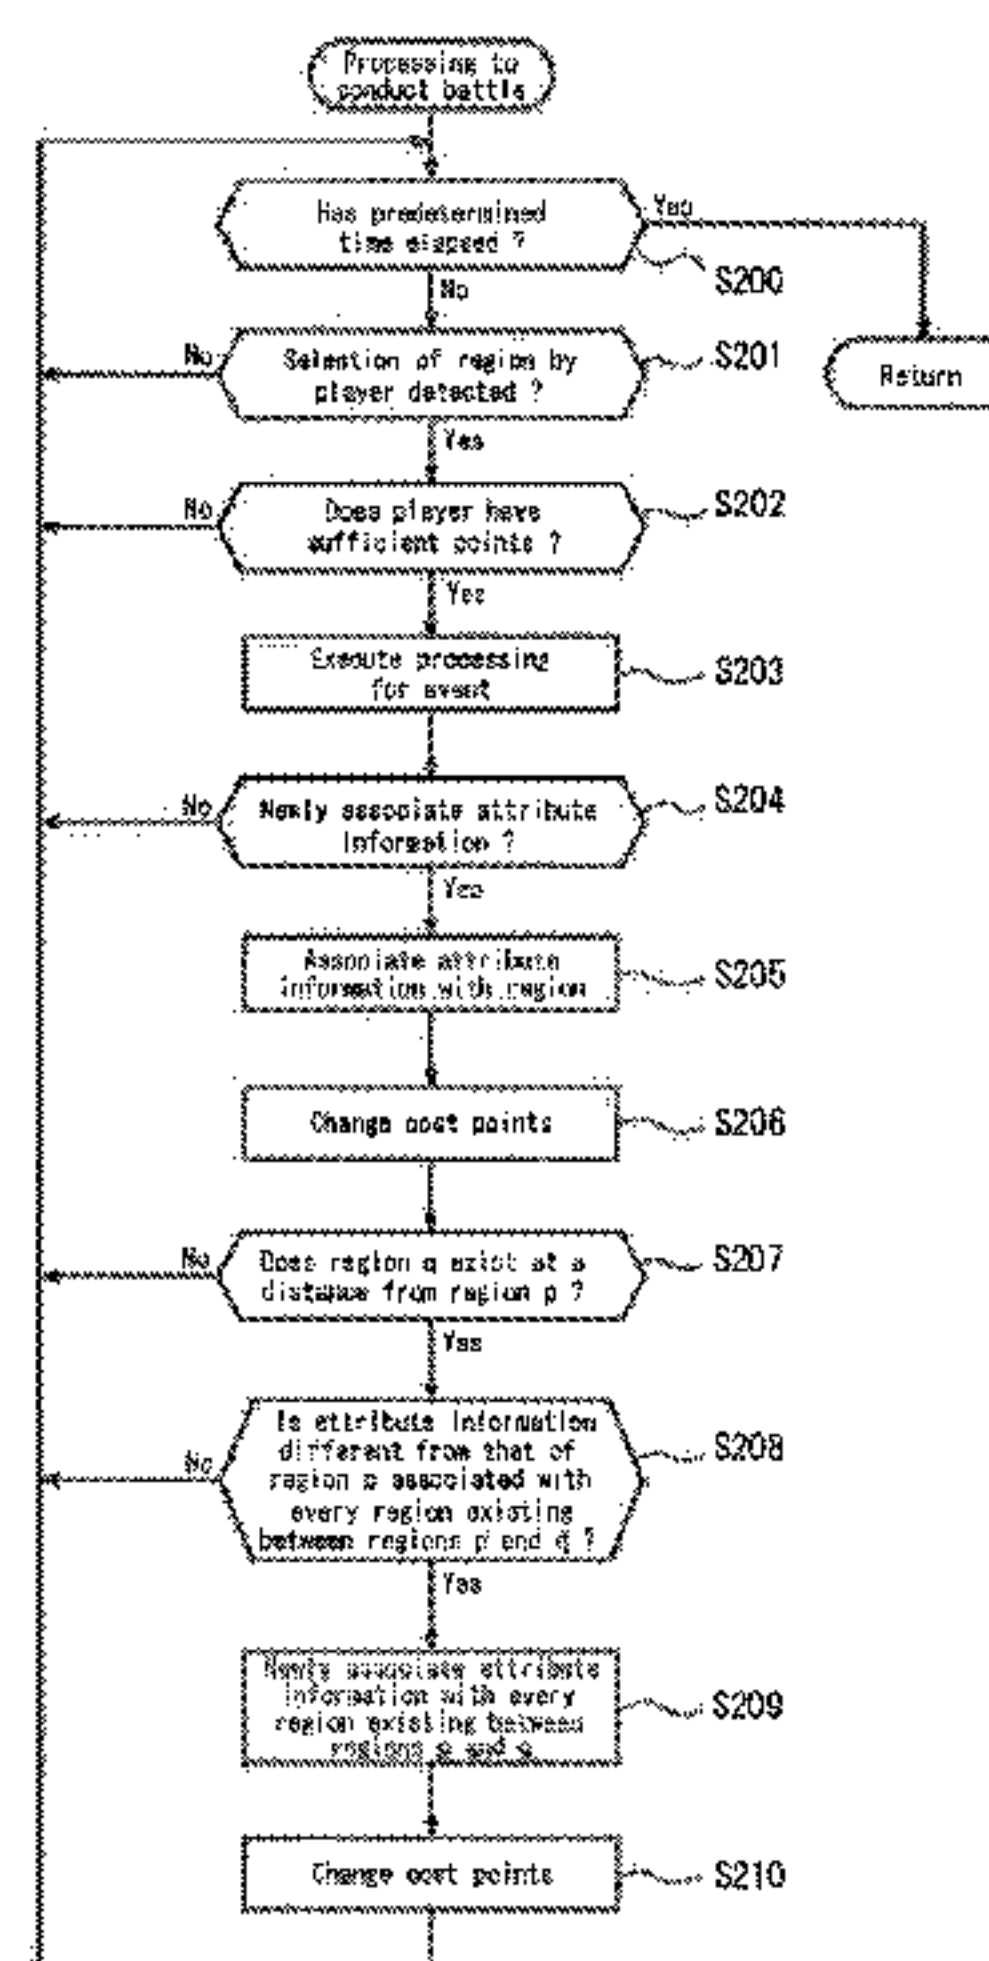 Processing to
conduct battle
Has predetermined
time elapsed ?
Yes
S200
No
Selection of region by
player detected ?
S201
No
Return
Yes
Does player have
sufficient points ?
S202
No
Yes
Execute processing
for event
S203
Newly associate attribute
information ?
S204
No
Yes
Associate attribute
information with region
S205
Change cost points
S206
Does region q exist at a
distance from region p ?
S207
No
Yes
Is attribute information
different from that of
region p associated with
every region existing
between regions p and q ?
S208
No
Yes
Newly associate attribute
information with every
region existing between
regions p and q
S209
Change cost points
S210